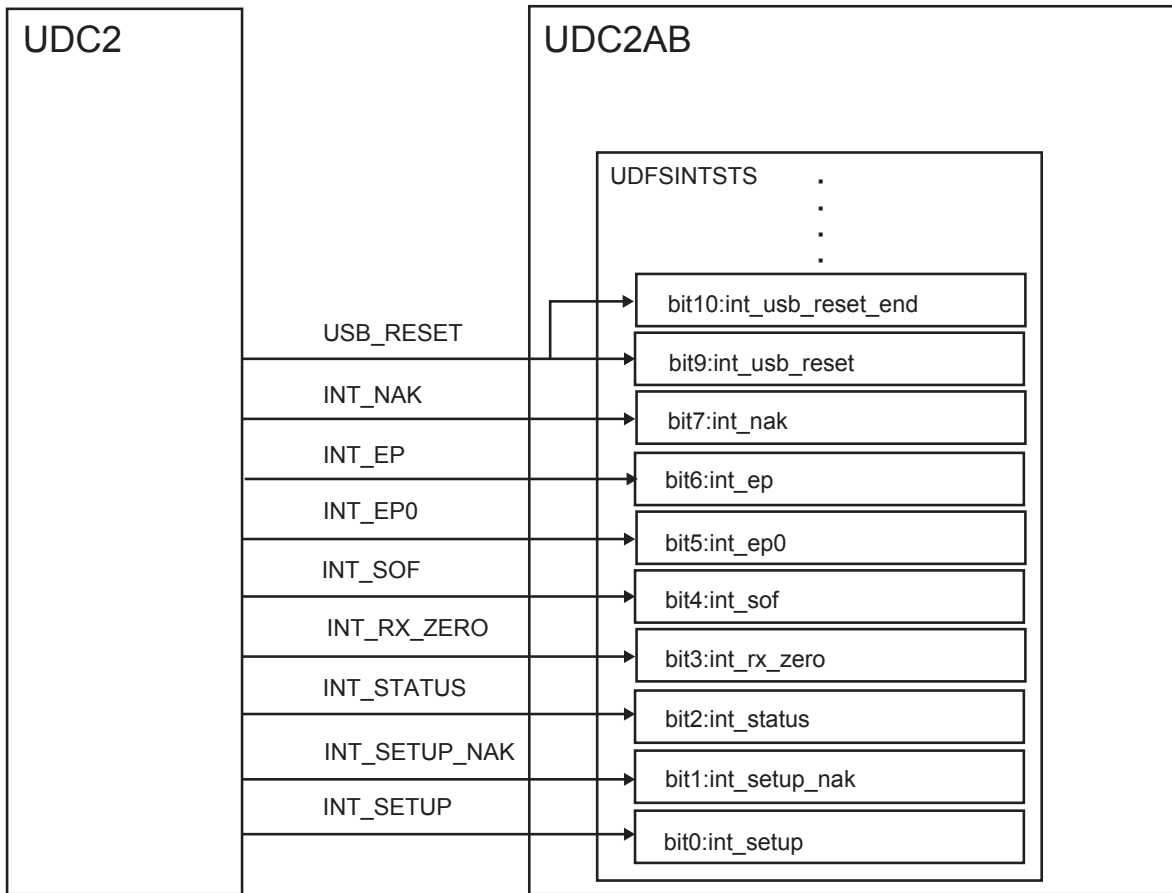 UDC2
UDC2AB
UDFSINTSTS
bit10:int_usb_reset_end
USB_RESET
bit9:int_usb_reset
INT_NAK
bit7:int_nak
INT_EP
bit6:int_ep
INT_EP0
bit5:int_ep0
INT_SOF
bit4:int_sof
INT_RX_ZERO
bit3:int_rx_zero
INT_STATUS
bit2:int_status
INT_SETUP_NAK
bit1:int_setup_nak
INT_SETUP
bit0:int_setup